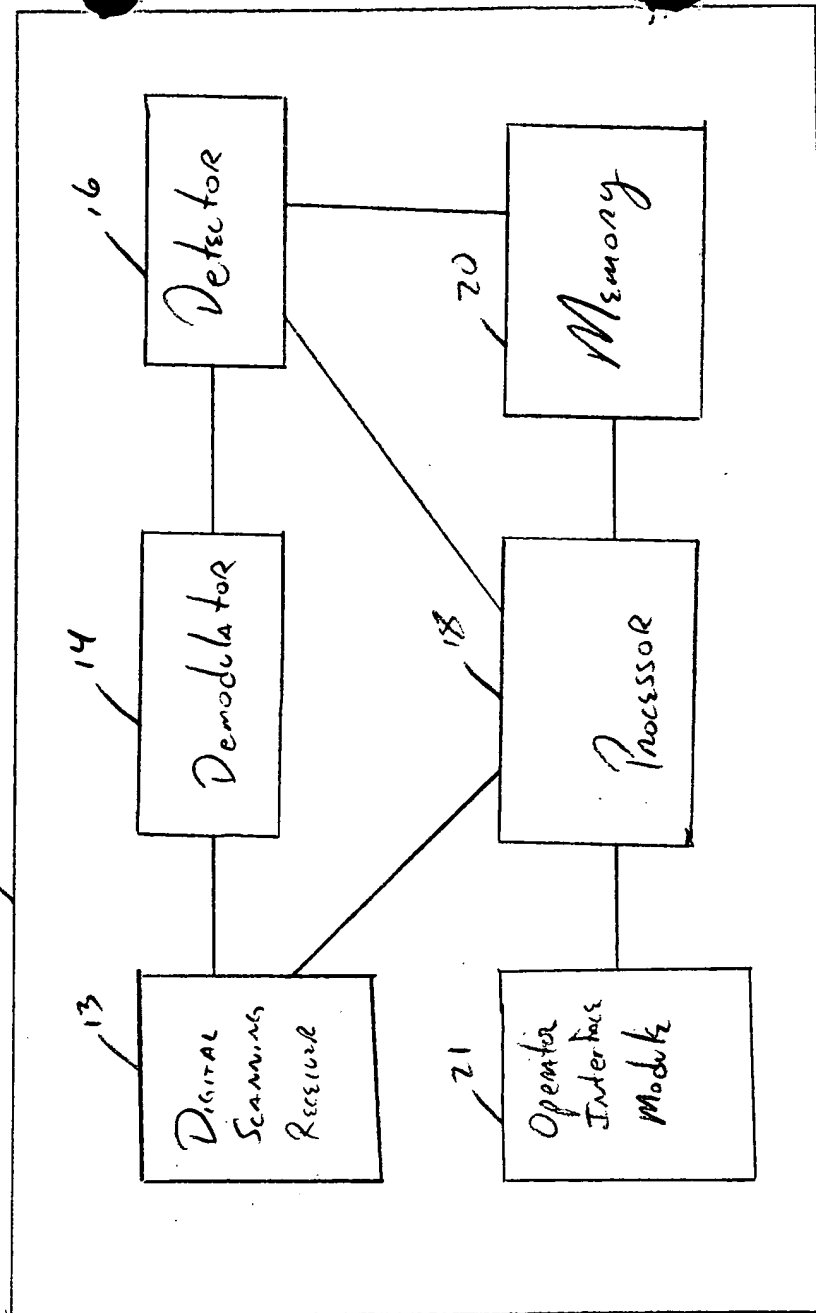 13
DIGITAL
SCANNING
RECEIVER
14
Demodulator
16
Detector
21
Operator
Interface
Module
18
Processor
20
Memory